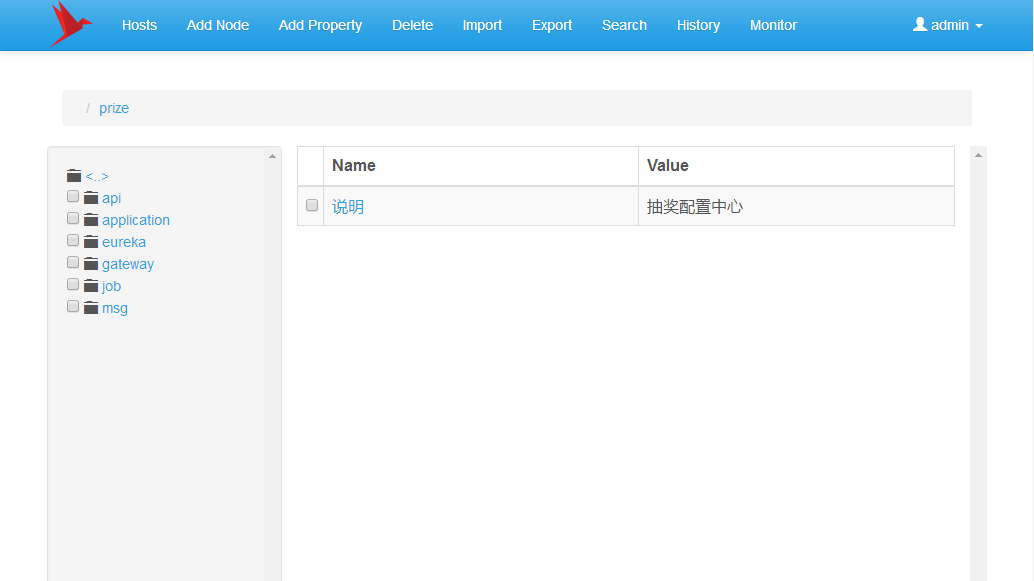 Hosts Add Node Add Property Delete Import Export Search History Monitor admin
/ prize
<..>
api
application
eureka
gateway
job
msg
Name Value
说明 抽奖配置中心